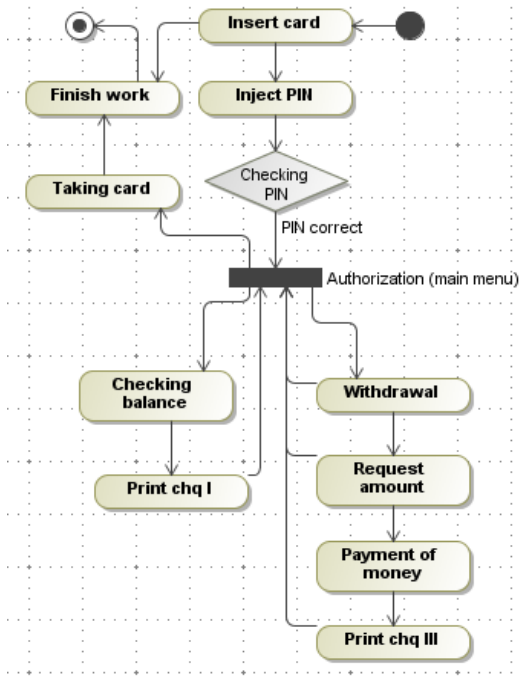 Insert card
Finish work
Inject PIN
Checking
PIN
Taking card
PIN correct
Authorization (main menu)
Checking
balance
Withdrawal
Print chq I
Request
amount
Payment of
money
Print chq III